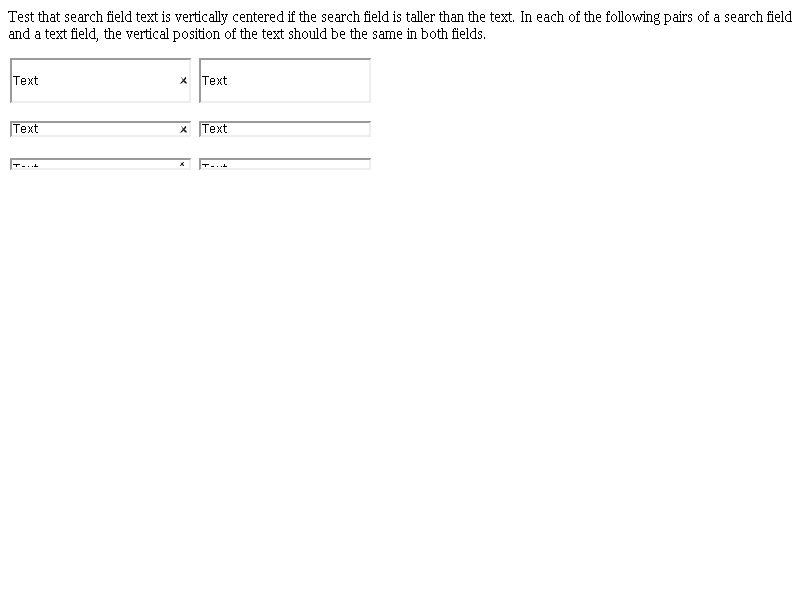 Test that search field text is vertically centered if the search field is taller than the text. In each of the following pairs of a search field
and a text field, the vertical position of the text should be the same in both fields.
Text Text
Text Text